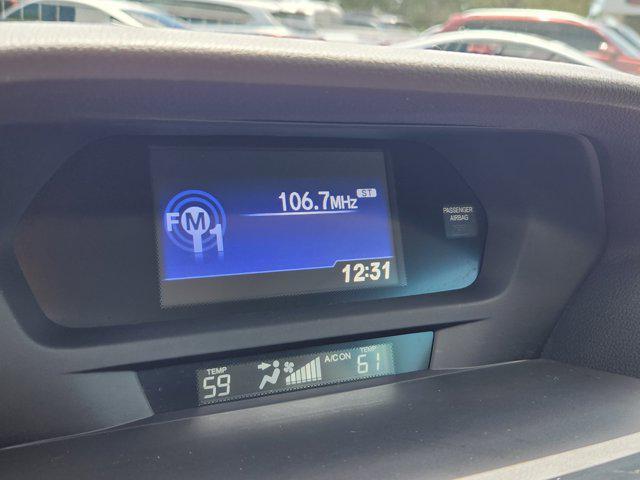 106.7MHz ST
FM 1
12:31
PASSENGER
AIRBAG
TEMP
59
A/C ON
TEMP
61